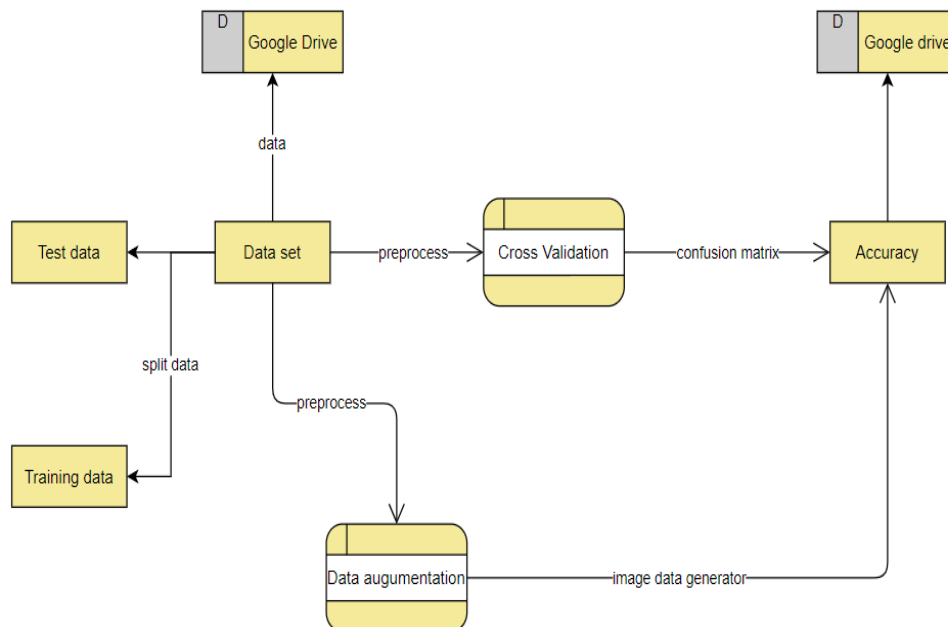 D
Google Drive
D
Google drive
data
Test data
Data set
preprocess
Cross Validation
confusion matrix
Accuracy
split data
preprocess
Training data
Data augumentation
image data generator